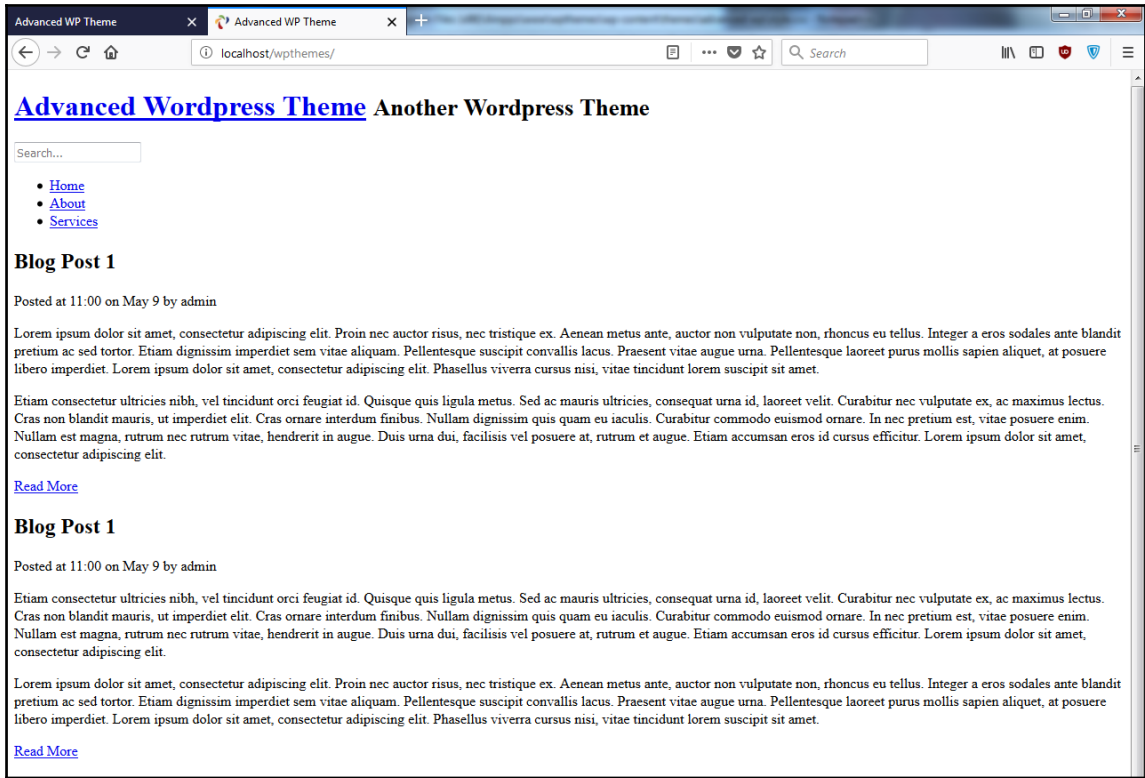 Advanced WP Theme
Advanced WP Theme
localhost/wpthemes/
Search
Advanced Wordpress Theme Another Wordpress Theme
Search...
Home
About
Services
Blog Post 1
Posted at 11:00 on May 9 by admin
Lorem ipsum dolor sit amet, consectetur adipiscing elit. Proin nec auctor risus, nec tristique ex. Aenean metus ante, auctor non vulputate non, rhoncus eu tellus. Integer a eros sodales ante blandit
pretium ac sed tortor. Etiam dignissim imperdiet sem vitae aliquam. Pellentesque suscipit convallis lacus. Praesent vitae augue urna. Pellentesque laoreet purus mollis sapien aliquet, at posuere
libero imperdiet. Lorem ipsum dolor sit amet, consectetur adipiscing elit. Phasellus viverra cursus nisi, vitae tincidunt lorem suscipit sit amet.
Etiam consectetur ultricies nibh, vel tincidunt orci feugiat id. Quisque quis ligula metus. Sed ac mauris ultricies, consequat urna id, laoreet velit. Curabitur nec vulputate ex, ac maximus lectus.
Cras non blandit mauris, ut imperdiet elit. Cras ornare interdum finibus. Nullam dignissim quis quam eu iaculis. Curabitur commodo euismod ornare. In nec pretium est, vitae posuere enim.
Nullam est magna, rutrum nec rutrum vitae, hendrerit in augue. Duis urna dui, facilisis vel posuere at, rutrum et augue. Etiam accumsan eros id cursus efficitur. Lorem ipsum dolor sit amet,
consectetur adipiscing elit.
Read More
Blog Post 1
Posted at 11:00 on May 9 by admin
Etiam consectetur ultricies nibh, vel tincidunt orci feugiat id. Quisque quis ligula metus. Sed ac mauris ultricies, consequat urna id, laoreet velit. Curabitur nec vulputate ex, ac maximus lectus.
Cras non blandit mauris, ut imperdiet elit. Cras ornare interdum finibus. Nullam dignissim quis quam eu iaculis. Curabitur commodo euismod ornare. In nec pretium est, vitae posuere enim.
Nullam est magna, rutrum nec rutrum vitae, hendrerit in augue. Duis urna dui, facilisis vel posuere at, rutrum et augue. Etiam accumsan eros id cursus efficitur. Lorem ipsum dolor sit amet,
consectetur adipiscing elit.
Lorem ipsum dolor sit amet, consectetur adipiscing elit. Proin nec auctor risus, nec tristique ex. Aenean metus ante, auctor non vulputate non, rhoncus eu tellus. Integer a eros sodales ante blandit
pretium ac sed tortor. Etiam dignissim imperdiet sem vitae aliquam. Pellentesque suscipit convallis lacus. Praesent vitae augue urna. Pellentesque laoreet purus mollis sapien aliquet, at posuere
libero imperdiet. Lorem ipsum dolor sit amet, consectetur adipiscing elit. Phasellus viverra cursus nisi, vitae tincidunt lorem suscipit sit amet.
Read More